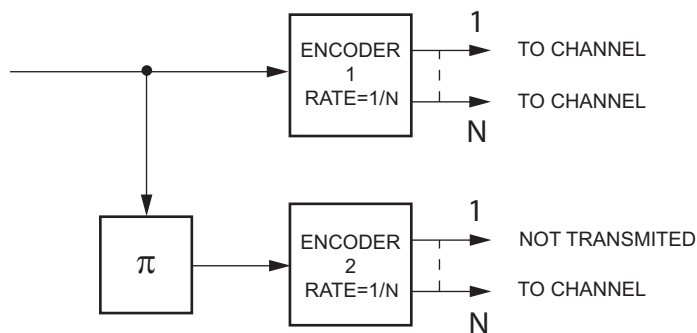 1
ENCODER
1
RATE=1/N
TO CHANNEL
TO CHANNEL
N
π
ENCODER
2
RATE=1/N
1
NOT TRANSMITED
TO CHANNEL
N